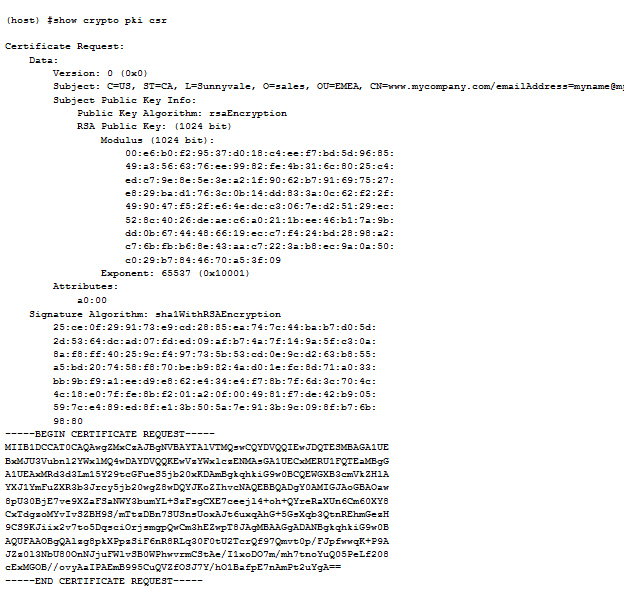 (host) #show crypto pki csr
Certificate Request:
Data:
Version: 0 (0x0)
Subject: C=US, ST=CA, L=Sunnyvale, O=sales, OU=EMEA, CN=www.mycompany.com/emailAddress=myname@my
Subject Public Key Info:
Public Key Algorithm: rsaEncryption
RSA Public Key: (1024 bit)
Modulus (1024 bit):
00:e6:b0:f2:95:37:d0:18:c4:ee:f7:bd:5d:96:85:
49:a3:56:63:76:ee:99:82:fe:4b:31:6c:80:25:c4:
ed:c7:9e:8e:5e:3e:a2:1f:90:62:b7:91:69:75:27:
e8:29:ba:d1:76:3c:0b:14:dd:83:3a:0c:62:f2:2f:
49:90:47:f5:2f:e6:4e:dc:c3:06:7e:d2:51:29:ec:
52:8c:40:26:de:ae:c6:a0:21:1b:ee:46:b1:7a:9b:
dd:0b:67:44:48:66:19:ec:c7:f4:24:bd:28:98:a2:
c7:6b:fb:b6:8e:43:aa:c7:22:3a:b8:ec:9a:0a:50:
c0:29:b7:84:46:70:a5:3f:09
Exponent: 65537 (0x10001)
Attributes:
a0:00
Signature Algorithm: sha1WithRSAEncryption
25:ce:0f:29:91:73:e9:cd:28:85:ea:74:7c:44:ba:b7:d0:5d:
2d:53:64:dc:ad:07:fd:ed:09:af:b7:4a:7f:14:9a:5f:c3:0a:
8a:f8:ff:40:25:9c:f4:97:73:5b:53:cd:0e:9c:d2:63:b8:55:
a5:bd:20:74:58:f8:70:be:b9:82:4a:d0:1e:fc:8d:71:a0:33:
bb:9b:f9:a1:ee:d9:e8:62:e4:34:e4:f7:8b:7f:6d:3c:70:4c:
4c:18:e0:7f:fe:8b:f2:01:a2:0f:00:49:81:f7:de:42:b9:05:
59:7c:e4:89:ed:8f:e1:3b:50:5a:7e:91:3b:9c:09:8f:b7:6b:
98:80
-----BEGIN CERTIFICATE REQUEST-----
MIIB1DCCAT0CAQAwgZMxCzAJBgNVBAYTAlVTMQswCQYDVQQIEwJDQTESMBAGA1UE
BxMJU3Vubnl2YWxlMQ4wDAYDVQQKEwVzYWxlczENMAsGA1UECxMERU1FQTEaMBgG
A1UEAxMRd3d3Lm15Y29tcGFueS5jb20xKDAmBgkqhkiG9w0BCQEWGXB3cmVkZHlA
YXJ1YmFuZXR3b3Jrcy5jb20wgZ8wDQYJKoZIhvcNAQEBBQADgY0AMIGJAoGBAOaw
8pU30BjE7ve9XZaFSaNWY3bumYL+SzFsgCXE7ceejl4+oh+QYreRaXUn6Cm60XY8
CxTdgzoMYvIvSZBH9S/mTtzDBn7SUSnsUoxAJt6uxqAhG+5GsXqb3QtnREhmGezH
9CS9KJiix2v7to5DqsciOrjsmgpQwCm3hEZwpT8JAgMBAAGgADANBgkqhkiG9w0B
AQUFAAOBgQAlzg8pkXPpzSiF6nR8RLq30F0tU2TcrQf97Qmvt0p/FJpfwwqK+P9A
JZz0l3NbU80OnNJjuFWlvSB0WPhwvrmCStAe/I1xoDO7m/mh7tnoYuQ05PeLf208
cExMGOB//ovyAaIPAEmB995CuQVZfOSJ7Y/hO1BafpE7nAmPt2uYgA==
-----END CERTIFICATE REQUEST-----